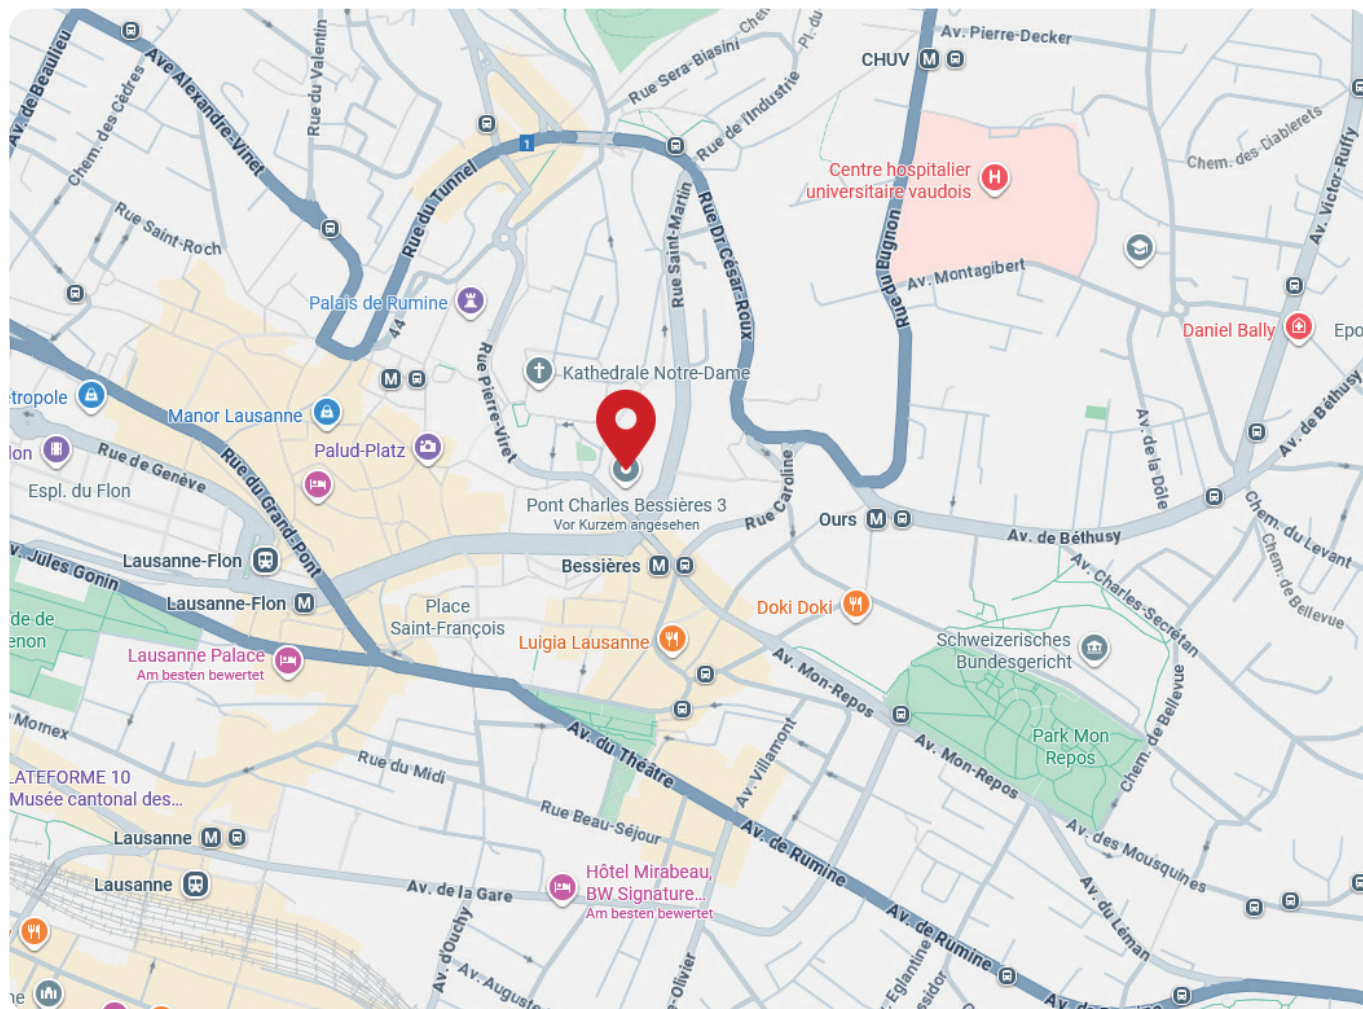 Av. Pierre-Decker
CHUV
M
Av. de Beaulieu
Ave Alexandre-Vinet
Rue du Valentin
Rue Sera-Biasini
Pl. du
Chem. des Cèdres
Rue de l'Industrie
Chem. des Diablerets
1
Centre hospitalier
universitaire vaudois
H
Av. Victor-Ruffy
Rue du Tunnel
Rue Saint-Martin
Rue Dr César-Roux
Rue du Bugnon
Rue Saint-Roch
Av. Montagibert
Palais de Rumine
44
Daniel Bally
Epo
Rue Pierre-Viret
Kathedrale Notre-Dame
M
étropole
Manor Lausanne
Av. de Béthusy
Palud-Platz
lon
Rue de Genève
Rue du Grand-Pont
Espl. du Flon
Av. de la Dôle
Pont Charles Bessières 3
Vor Kurzem angesehen
Rue Caroline
Ours
M
Av. de Béthusy
Chem. du Levant
Chem. de Bellevue
Lausanne-Flon
Bessières
M
v. Jules Gonin
Av. Charles-Secrétan
Lausanne-Flon
M
Place
Saint-François
Doki Doki
de de
enon
Luigia Lausanne
Schweizerisches
Bundesgericht
Lausanne Palace
Am besten bewertet
Av. Mon-Repos
Chem. de Bellevue
Mornex
Av. du Théâtre
Av. Villamont
Av. Mon-Repos
Park Mon
Repos
Rue du Midi
LATEFORME 10
Musée cantonal des…
Rue Beau-Séjour
Av. des Mousquines
Lausanne
M
Av. de Rumine
Lausanne
Av. de la Gare
Hôtel Mirabeau,
BW Signature…
Am besten bewertet
Av. du Léman
Av. de Rumine
Av. d'Ouchy
Av. Auguste
-Olivier
Eglantine
ssidor
ne